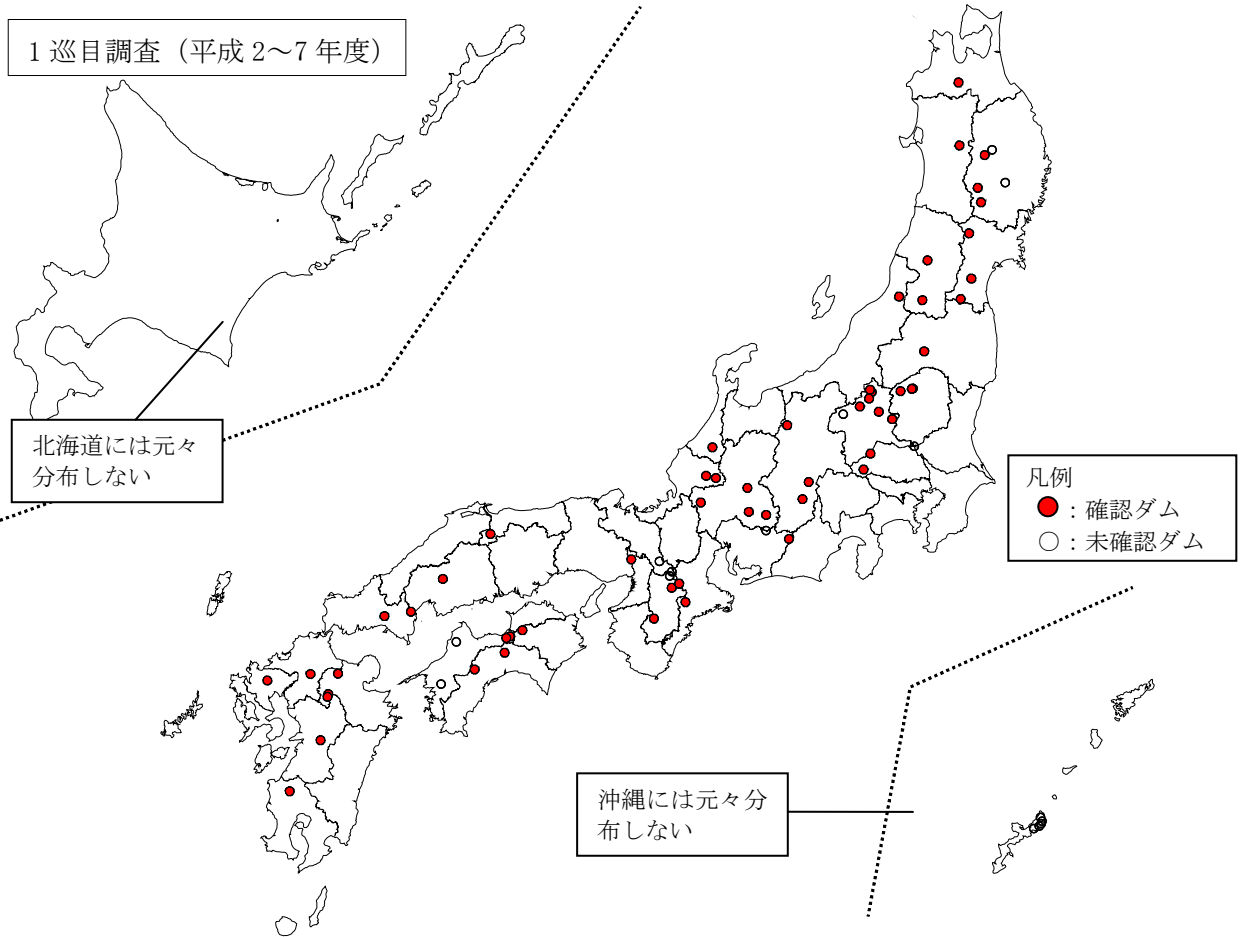 1 巡目調査（平成 2～7 年度）
北海道には元々
分布しない
凡例
：確認ダム
○：未確認ダム
沖縄には元々分
布しない